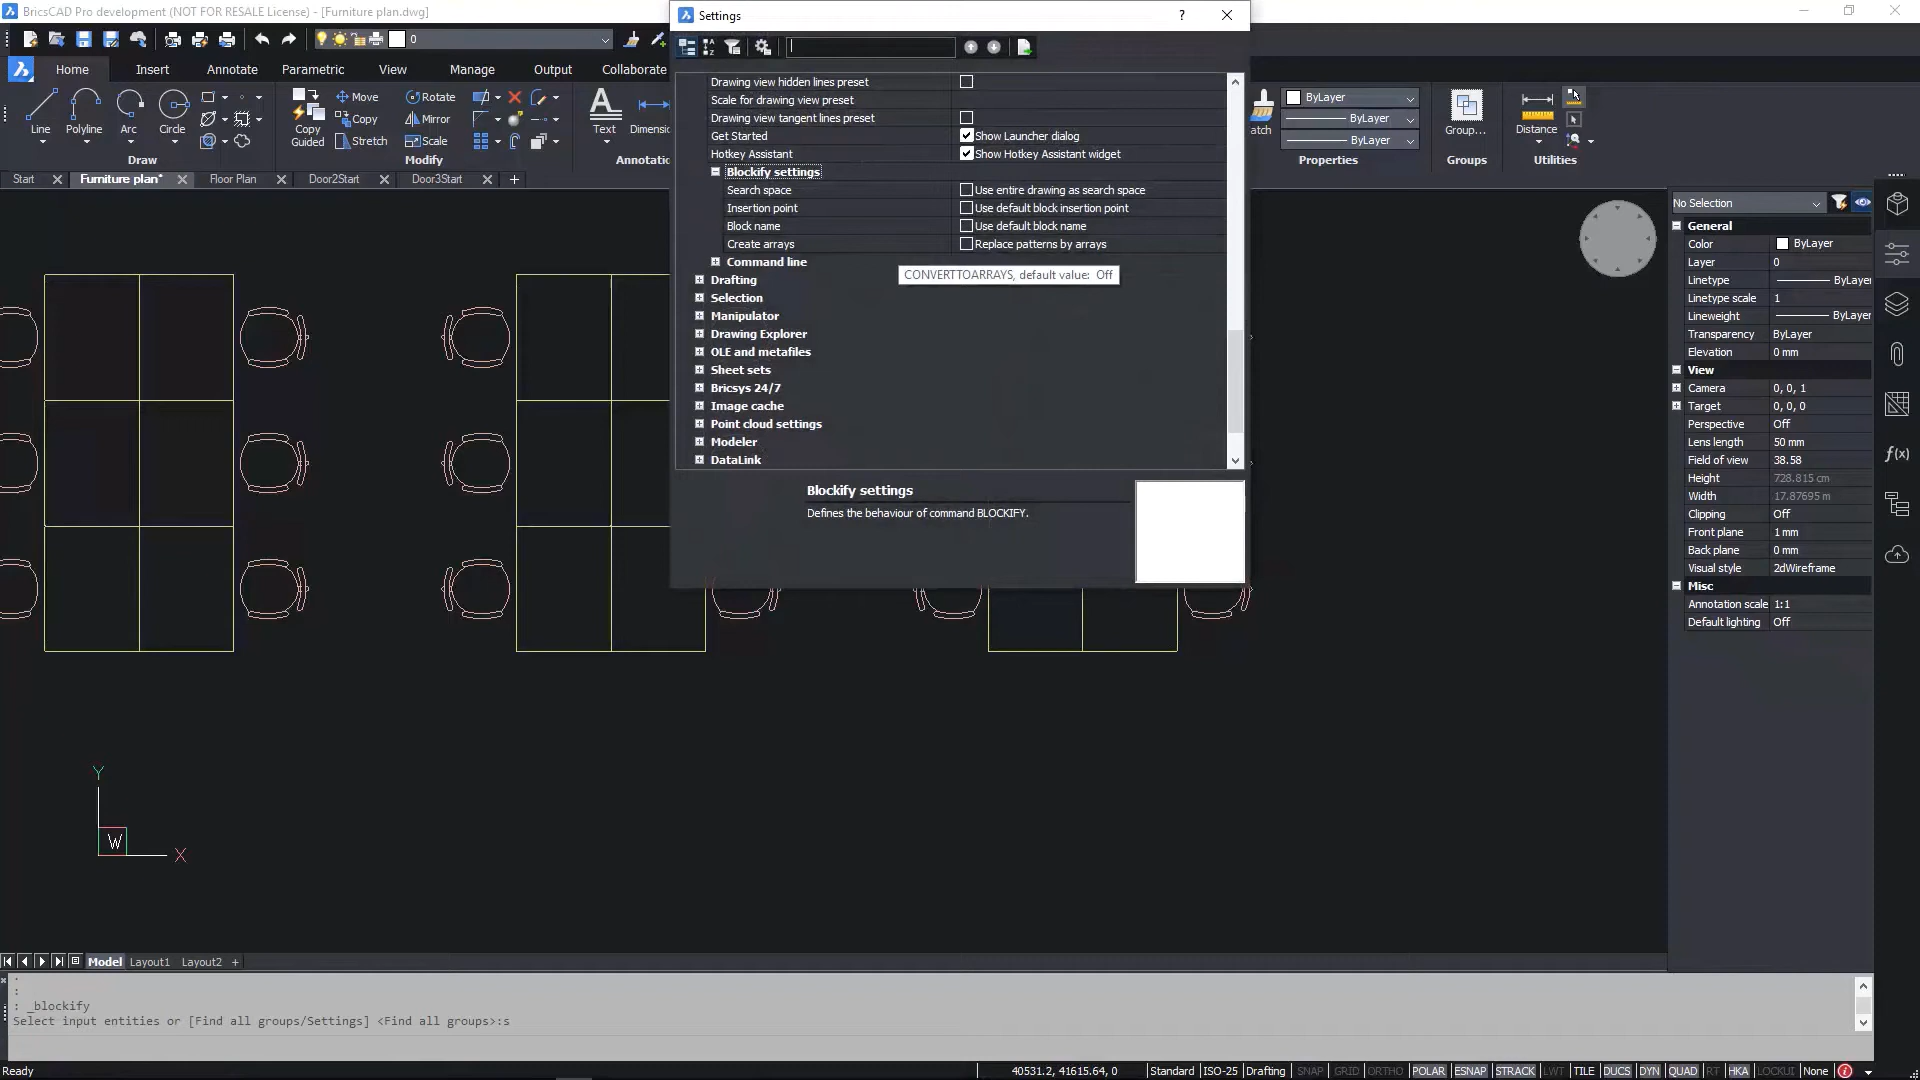 BricsCAD Pro development (NOT FOR RESALE License) - [Furniture plan.dwg]
Settings
0
Home Insert Annotate Parametric View Manage Output Collaborate
Line
Polyline
Arc
Circle
Draw
Copy
Guided
Move
Copy
Stretch
Rotate
Mirror
Scale
Modify
Text
ByLayer
ByLayer
ByLayer
Properties
Group...
Groups
Distance
Utilities
Start
Furniture plan*
Floor Plan
Door2Start
Door3Start
Drawing view hidden lines preset
Scale for drawing view preset
Drawing view tangent lines preset
Get Started Show Launcher dialog
Hotkey Assistant Show Hotkey Assistant widget
Blockify settings
Search space Use entire drawing as search space
Insertion point Use default block insertion point
Block name Use default block name
Create arrays Replace patterns by arrays
Command line
CONVERTTOARRAYS, default value: Off
Drafting
Selection
Manipulator
Drawing Explorer
OLE and metafiles
Sheet sets
Bricsys 24/7
Image cache
Point cloud settings
Modeler
DataLink
Blockify settings
Defines the behaviour of command BLOCKIFY.
No Selection
General
Color ByLayer
Layer 0
Linetype
Linetype scale 1
Lineweight
Transparency ByLayer
Elevation 0 mm
View
Camera 0, 0, 1
Target 0, 0, 0
Perspective Off
Lens length 50 mm
Field of view 38.58
Height 728.815 cm
Width 17.87695 m
Clipping Off
Front plane 1 mm
Back plane 0 mm
Visual style 2dWireframe
Misc
Annotation scale 1:1
Default lighting Off
f(x)
Y
W
X
Model Layout1 Layout2 +
:
:
: _blockify
Select input entities or [Find all groups/Settings] <Find all groups>:s
Ready
40531.2, 41615.64, 0 Standard ISO-25 Drafting SNAP GRID ORTHO POLAR ESNAP STRACK LWT TILE DUCS DYN QUAD RT HKA LOCKUI None